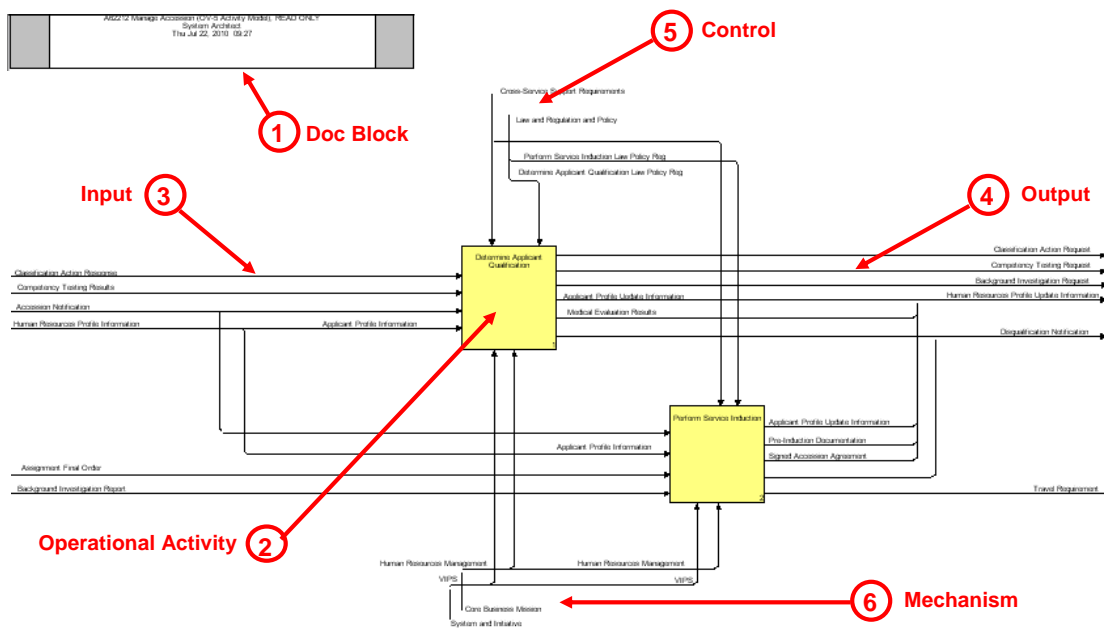 A62212 Manage Accession (OV-5 Activity Model), READ ONLY
System Architect
Thu Jul 22, 2010 09:27
5 Control
Cross-Service Support Requirements
1 Doc Block
Law and Regulation and Policy
Perform Service Induction Law Policy Reg
Determine Applicant Qualification Law Policy Reg
Input 3
4 Output
Determine Applicant
Qualification
1
Classification Action Response
Competency Testing Results
Accession Notification
Human Resources Profile Information
Applicant Profile Information
Classification Action Request
Competency Testing Request
Background Investigation Request
Applicant Profile Update Information
Human Resources Profile Update Information
Medical Evaluation Results
Disqualification Notification
Perform Service Induction
2
Applicant Profile Update Information
Pre-Induction Documentation
Signed Accession Agreement
Applicant Profile Information
Assignment Final Order
Background Investigation Report
Travel Requirement
Operational Activity 2
Human Resources Management
Human Resources Management
VIPS
VIPS
Core Business Mission
System and Initiative
6 Mechanism